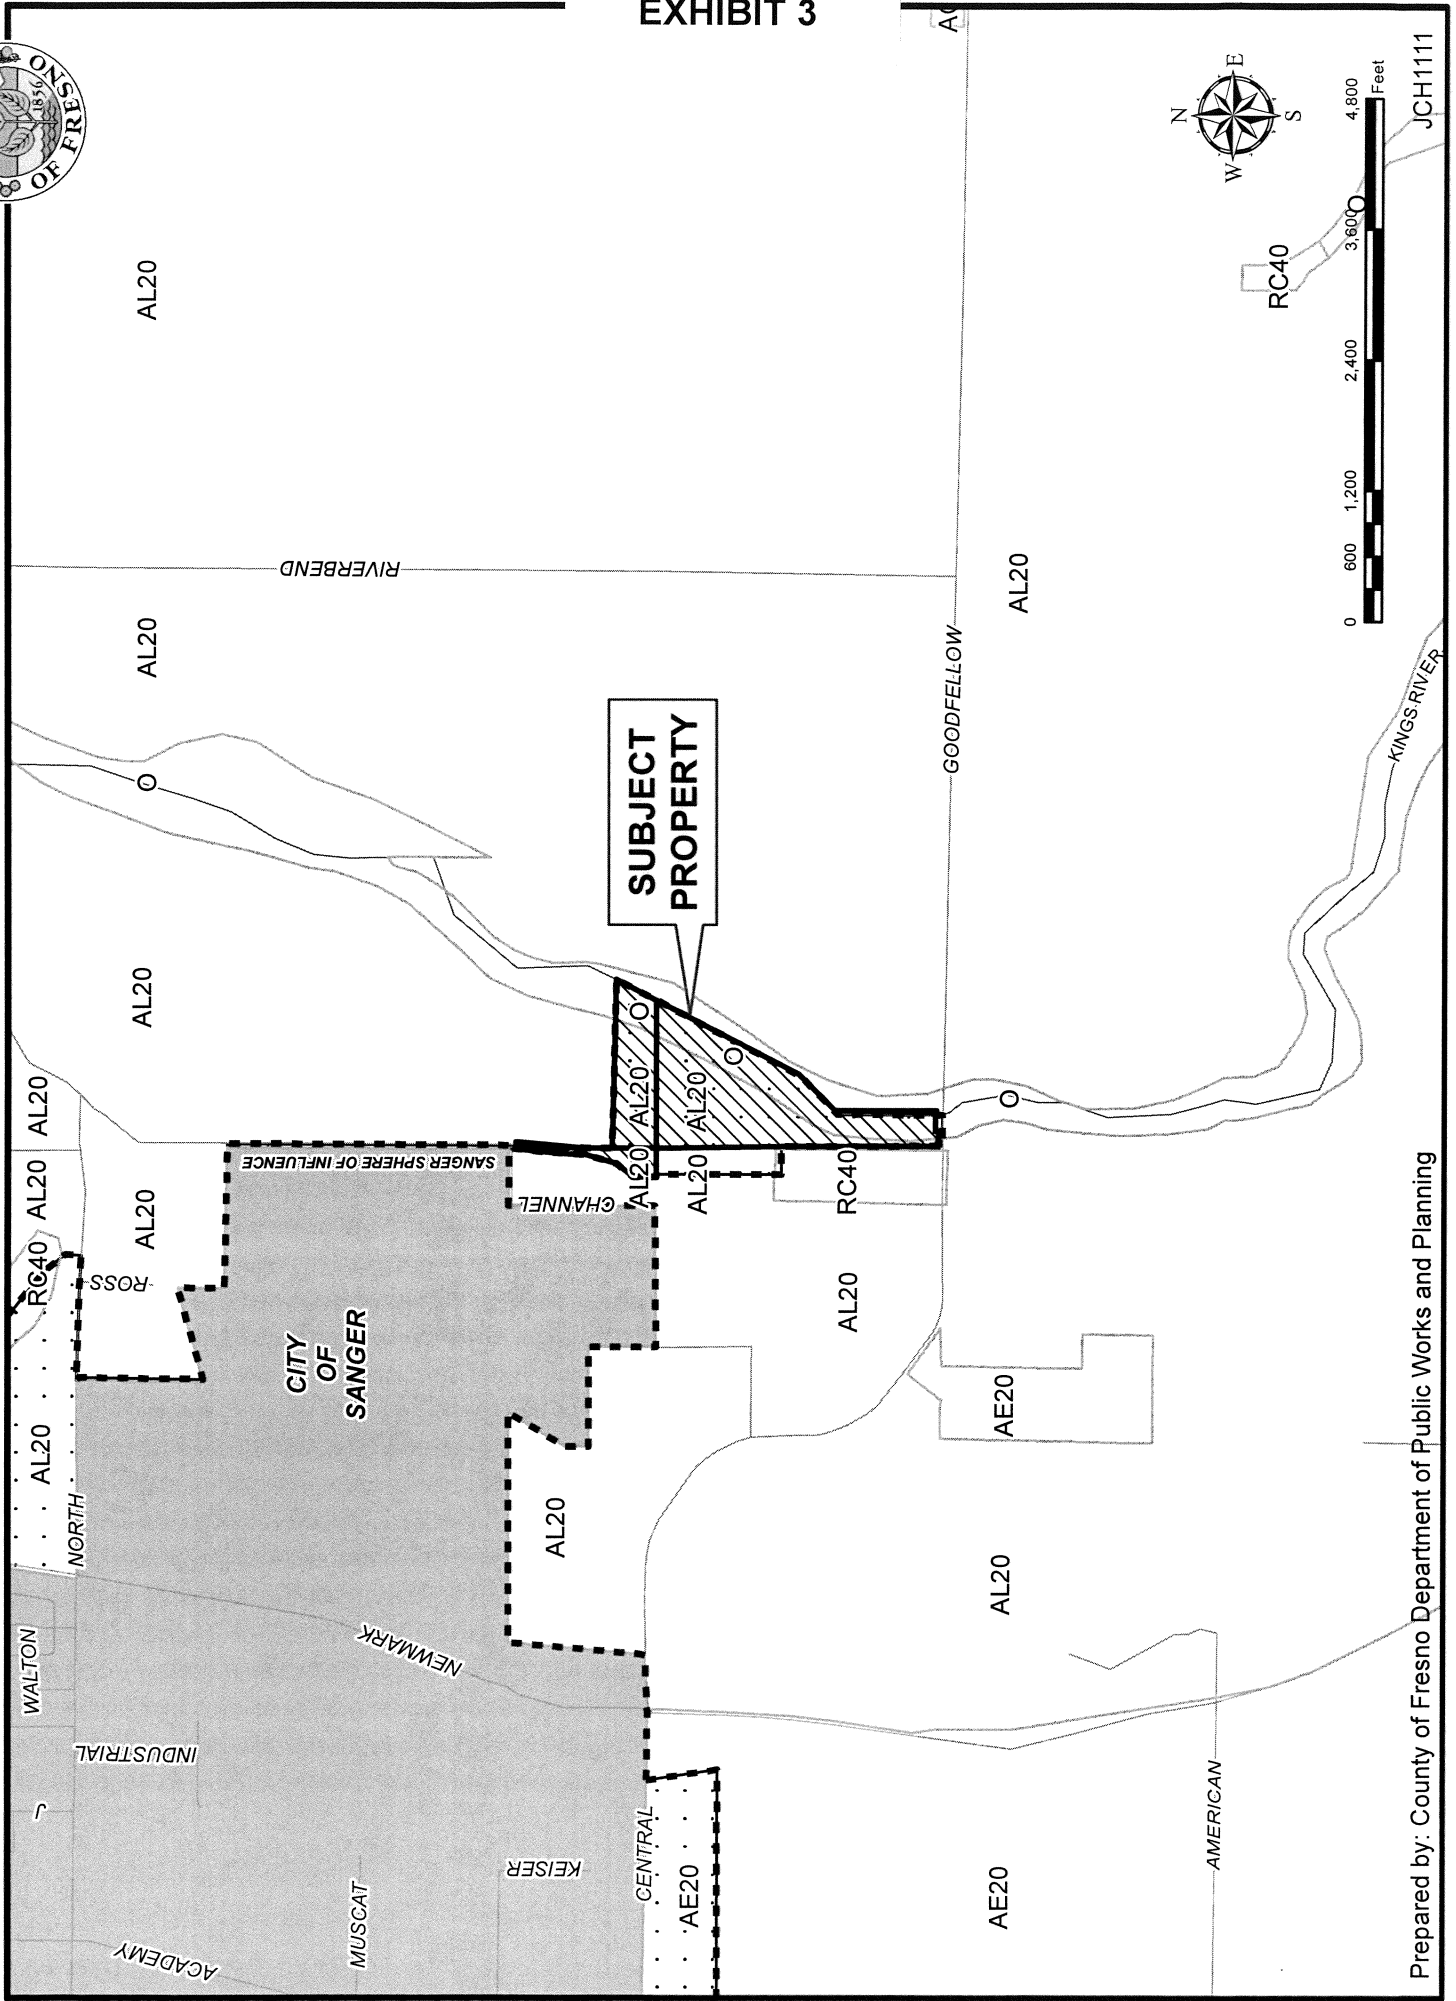 EXHIBIT 3
OF FRES
1856
AL20
AL20
AL20
AL20
AL20
AL20
RC40
AL20
WALTON
NORTH
ROSS
RIVERBEND
O
INDUSTRIAL
J
ACADEMY
MUSCAT
KEISER
NEWMARK
CITY
OF
SANGER
SANGER SPHERE OF INFLUENCE
CHANNEL
SUBJECT
PROPERTY
AL20
O
AL20
O
AL20
AL20
AL20
RC40
AL20
CENTRAL
AE20
GOODFELLOW
AL20
O
AE20
AL20
AE20
AMERICAN
KINGS RIVER
RC40
O
N
E
S
W
0
600
1,200
2,400
3,600
4,800
Feet
JCH1111
Prepared by: County of Fresno Department of Public Works and Planning